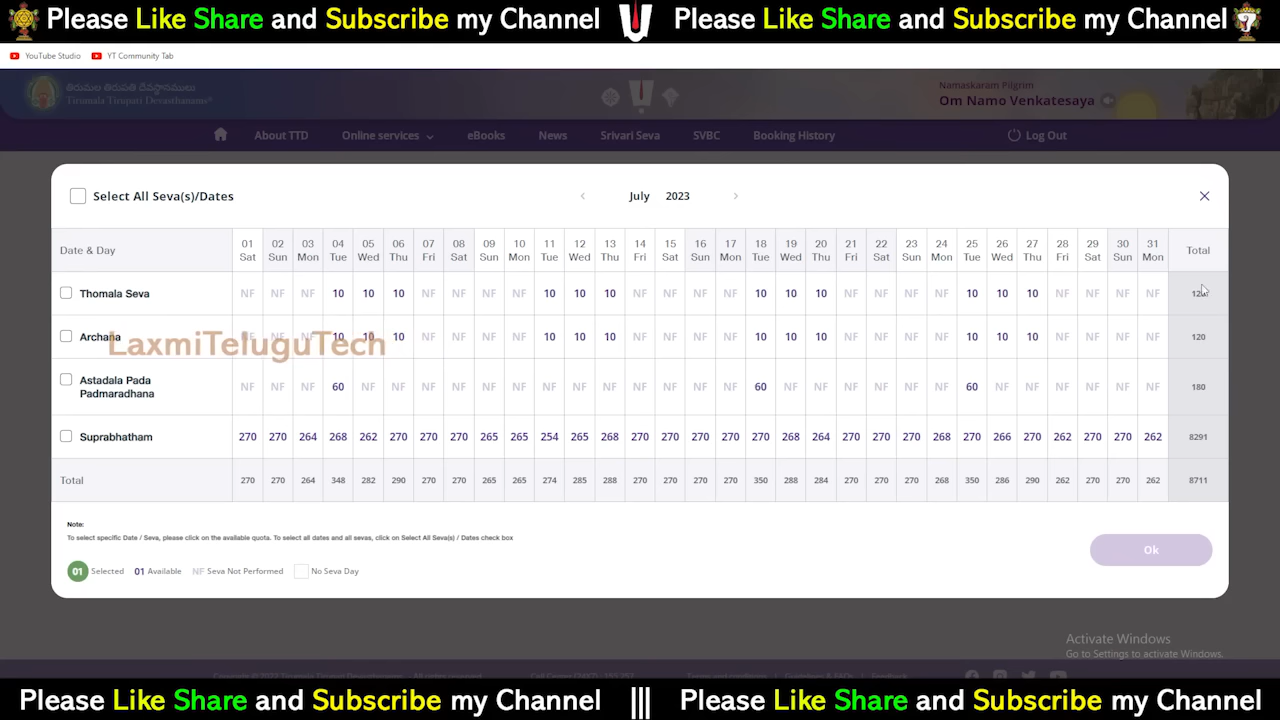 Please Like Share and Subscribe my Channel Please Like Share and Subscribe my Channel
YouTube Studio YT Community Tab
తిరుమల తిరుపతి దేవస్థానములు
Tirumala Tirupati Devasthanams
Namaskaram Pilgrim
Om Namo Venkatesaya
About TTD Online services eBooks News Srivari Seva SVBC Booking History Log Out
Select All Seva(s)/Dates < July 2023 >
Date & Day 01 Sat 02 Sun 03 Mon 04 Tue 05 Wed 06 Thu 07 Fri 08 Sat 09 Sun 10 Mon 11 Tue 12 Wed 13 Thu 14 Fri 15 Sat 16 Sun 17 Mon 18 Tue 19 Wed 20 Thu 21 Fri 22 Sat 23 Sun 24 Mon 25 Tue 26 Wed 27 Thu 28 Fri 29 Sat 30 Sun 31 Mon Total
Thomala Seva NF NF NF 10 10 10 NF NF NF NF 10 10 10 NF NF NF NF 10 10 10 NF NF NF NF 10 10 10 NF NF NF NF 120
Archana NF NF NF 10 10 10 NF NF NF NF 10 10 10 NF NF NF NF 10 10 10 NF NF NF NF 10 10 10 NF NF NF NF 120
LaxmiTeluguTech
Astadala Pada Padmaradhana NF NF NF 60 NF NF NF NF NF NF NF NF NF NF NF NF 60 NF NF NF NF NF NF 60 NF NF NF NF NF NF 180
Suprabhatham 270 270 264 268 262 270 270 270 265 265 254 265 268 270 270 270 270 270 268 264 270 270 270 268 270 266 270 262 270 270 262 8291
Total 270 270 264 348 282 290 270 270 265 265 274 285 288 270 270 270 270 350 288 284 270 270 270 268 350 286 290 262 270 270 262 8711
Note:
To select specific Date / Seva, please click on the available quota. To select all dates and all sevas, click on Select All Seva(s) / Dates check box
Ok
01 Selected 01 Available NF Seva Not Performed No Seva Day
Activate Windows
Go to Settings to activate Windows.
Please Like Share and Subscribe my Channel ||| Please Like Share and Subscribe my Channel